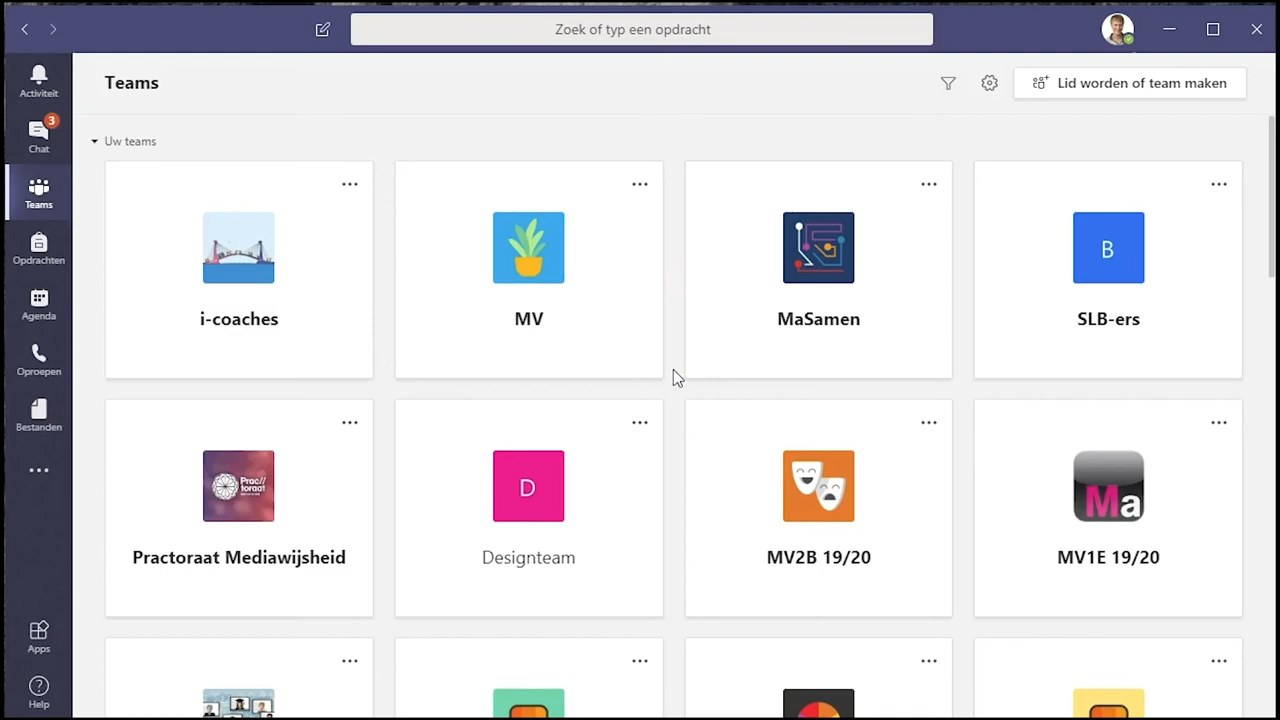 Zoek of typ een opdracht
Activiteit
3
Chat
Teams
Opdrachten
Agenda
Oproepen
Bestanden
Apps
Help
Teams
Lid worden of team maken
Uw teams
i-coaches
MV
MaSamen
B
SLB-ers
Prac//
toraat
Practoraat Mediawijsheid
D
Designteam
MV2B 19/20
Ma
MV1E 19/20